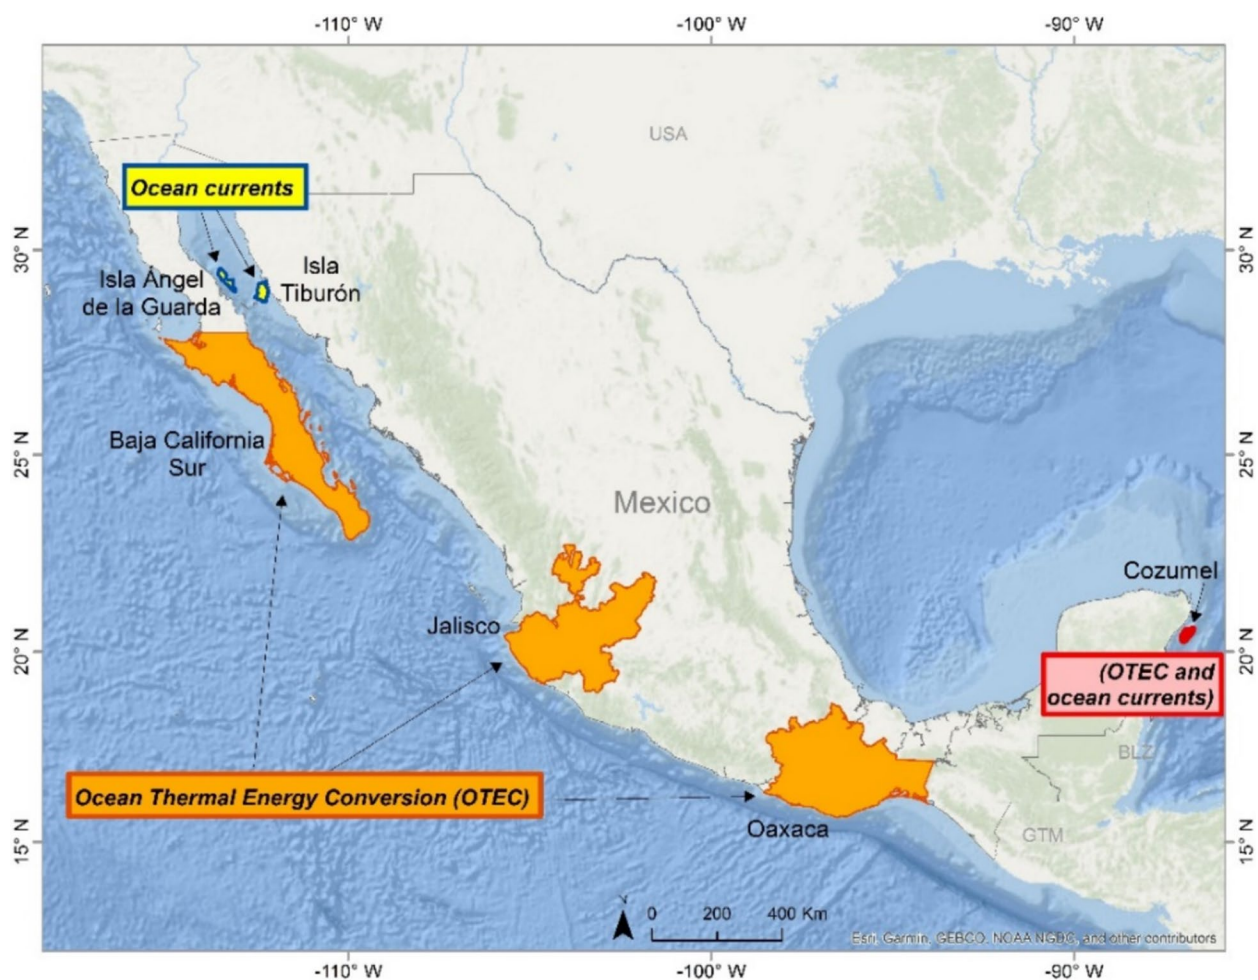 -110° W
-100° W
-90° W
USA
Ocean currents
30° N
30° N
Isla Ángel
de la Guarda
Isla
Tiburón
25° N
25° N
Baja California
Sur
Mexico
Cozumel
Jalisco
20° N
20° N
(OTEC and
ocean currents)
BLZ
Ocean Thermal Energy Conversion (OTEC)
Oaxaca
GTM
15° N
15° N
0 200 400 Km
Esri, Garmin, GEBCO, NOAA NGDC, and other contributors
-110° W
-100° W
-90° W